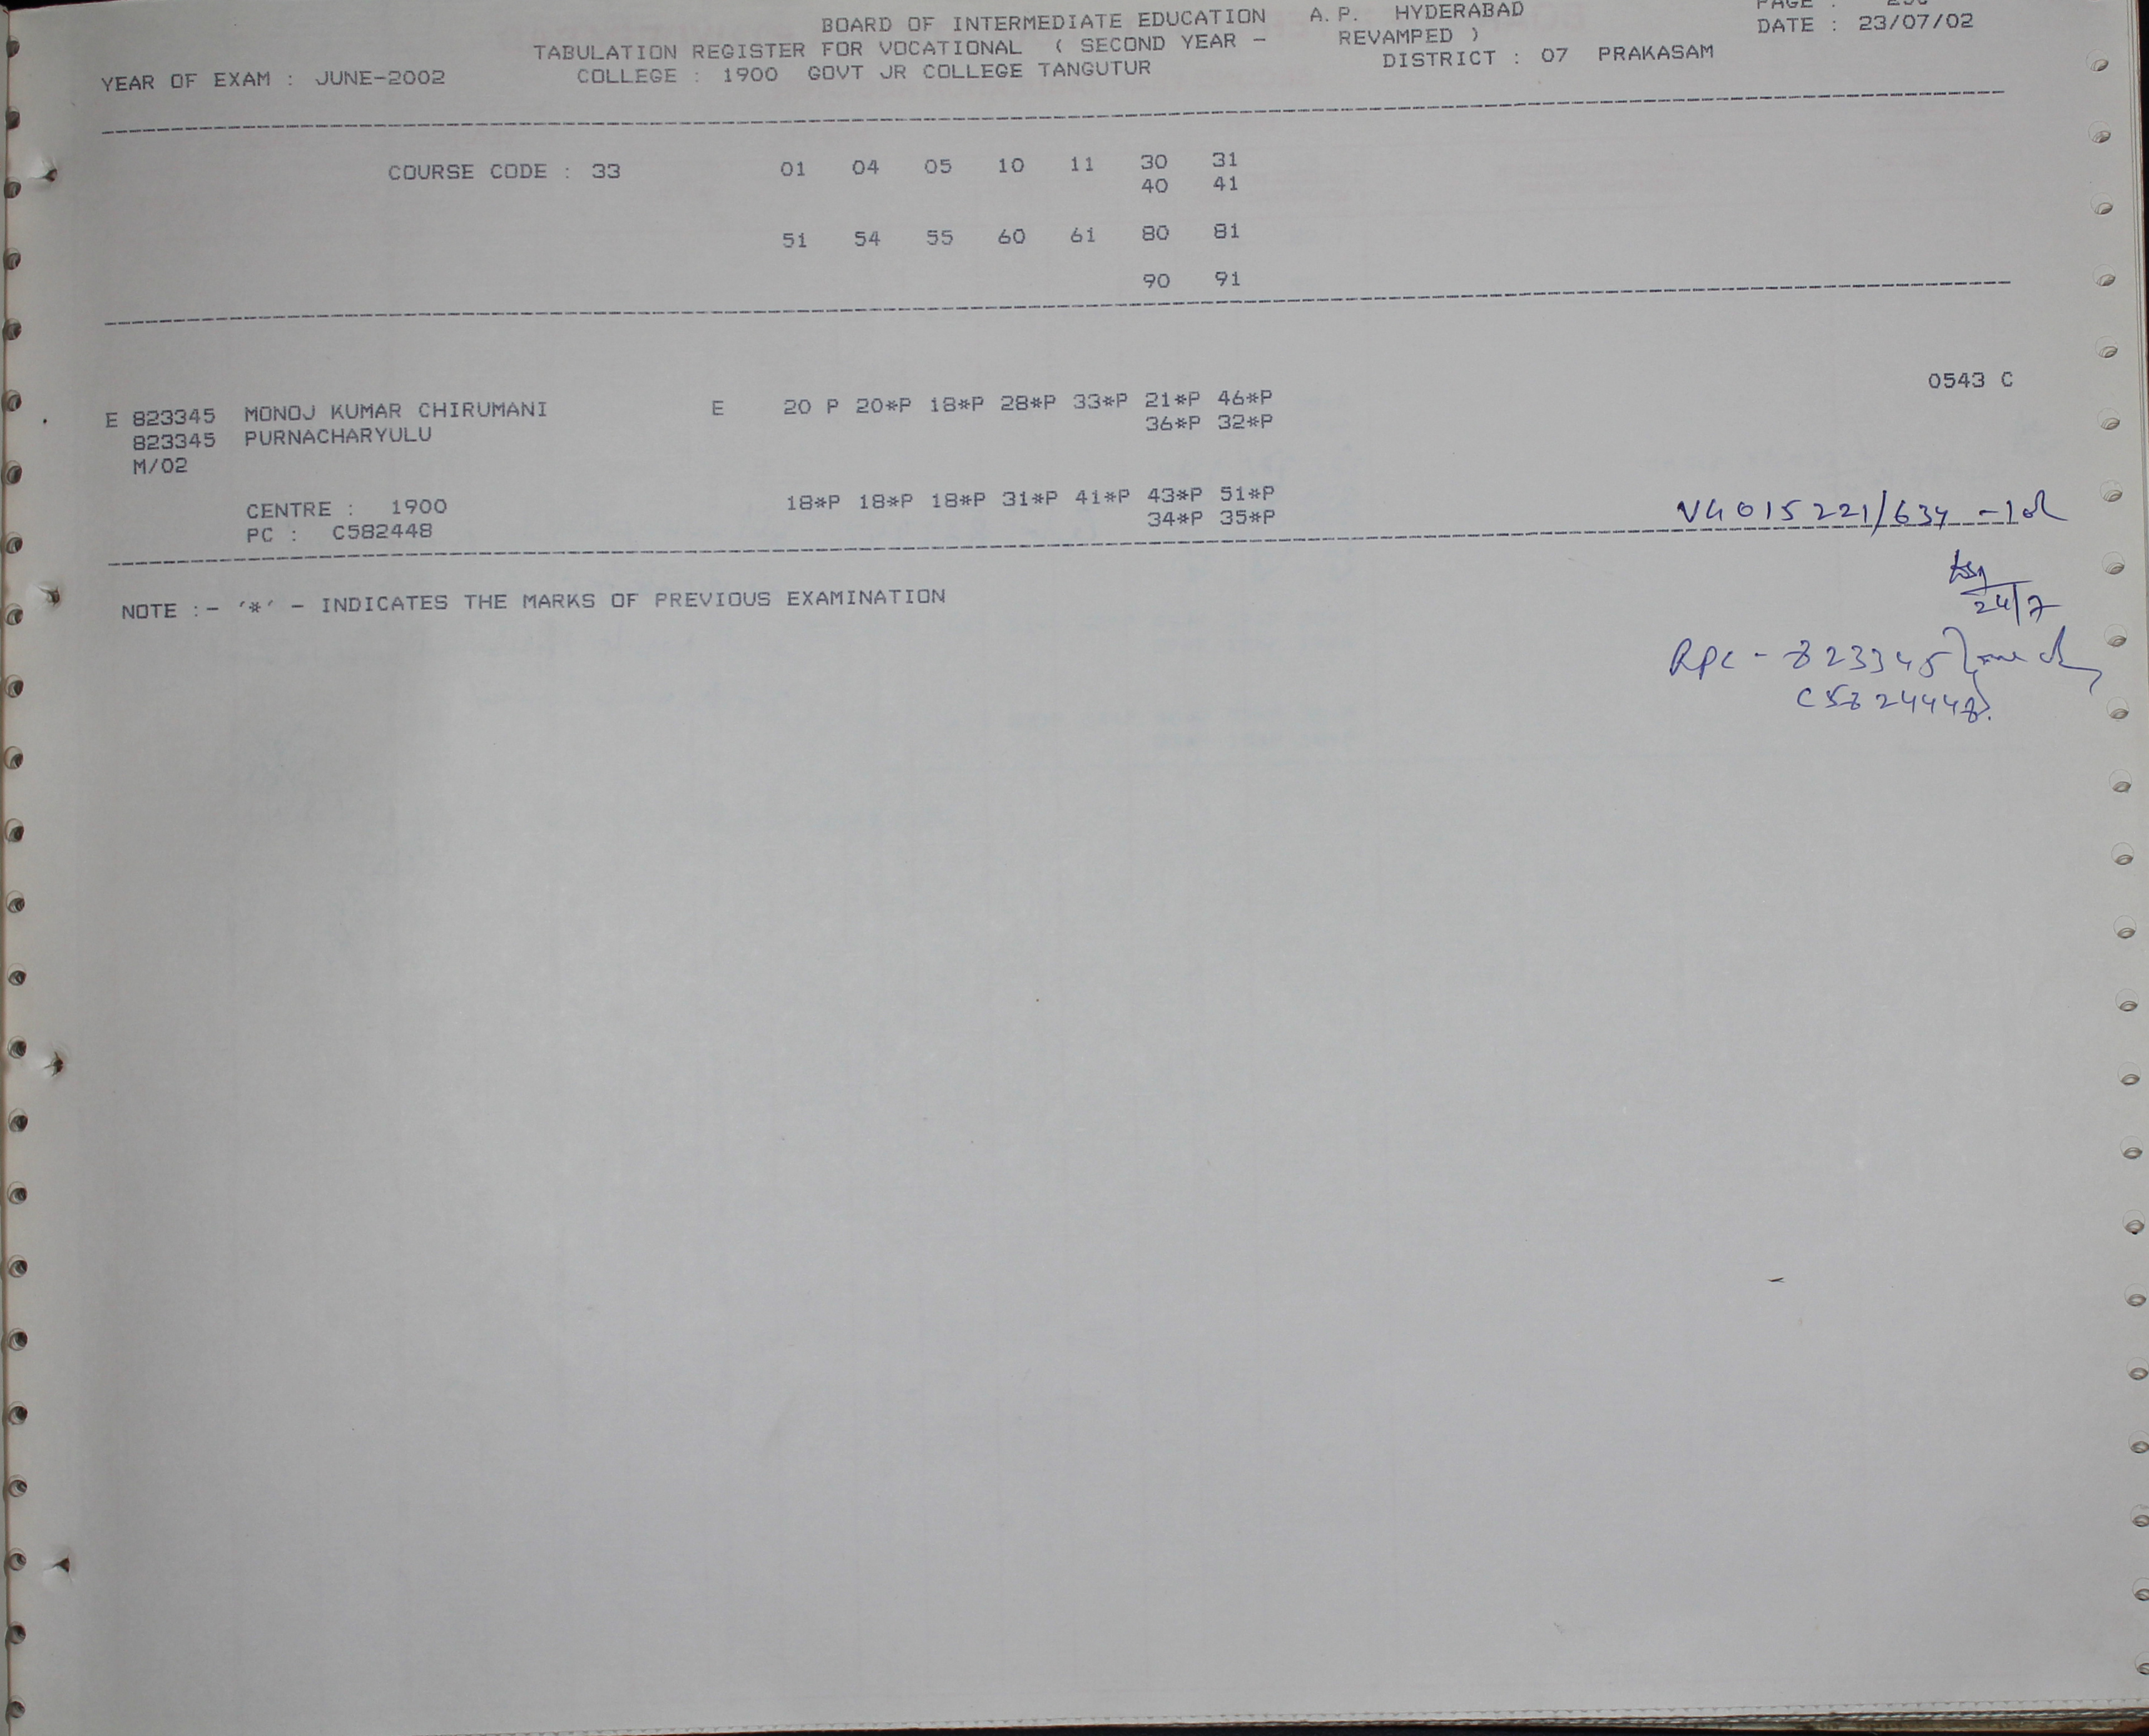 BOARD OF INTERMEDIATE EDUCATION A.P. HYDERABAD PAGE :
TABULATION REGISTER FOR VOCATIONAL ( SECOND YEAR - REVAMPED ) DATE : 23/07/02
YEAR OF EXAM : JUNE-2002 COLLEGE : 1900 GOVT JR COLLEGE TANGUTUR DISTRICT : 07 PRAKASAM
COURSE CODE : 33 01 04 05 10 11 30 31
40 41
51 54 55 60 61 80 81
90 91
0543 C
E 823345 MONOJ KUMAR CHIRUMANI E 20 P 20*P 18*P 28*P 33*P 21*P 46*P
823345 PURNACHARYULU 36*P 32*P
M/02
CENTRE : 1900 18*P 18*P 18*P 31*P 41*P 43*P 51*P
PC : C582448 34*P 35*P
V4015221/634
24/7
NOTE :- '*' - INDICATES THE MARKS OF PREVIOUS EXAMINATION
RPC - 823345